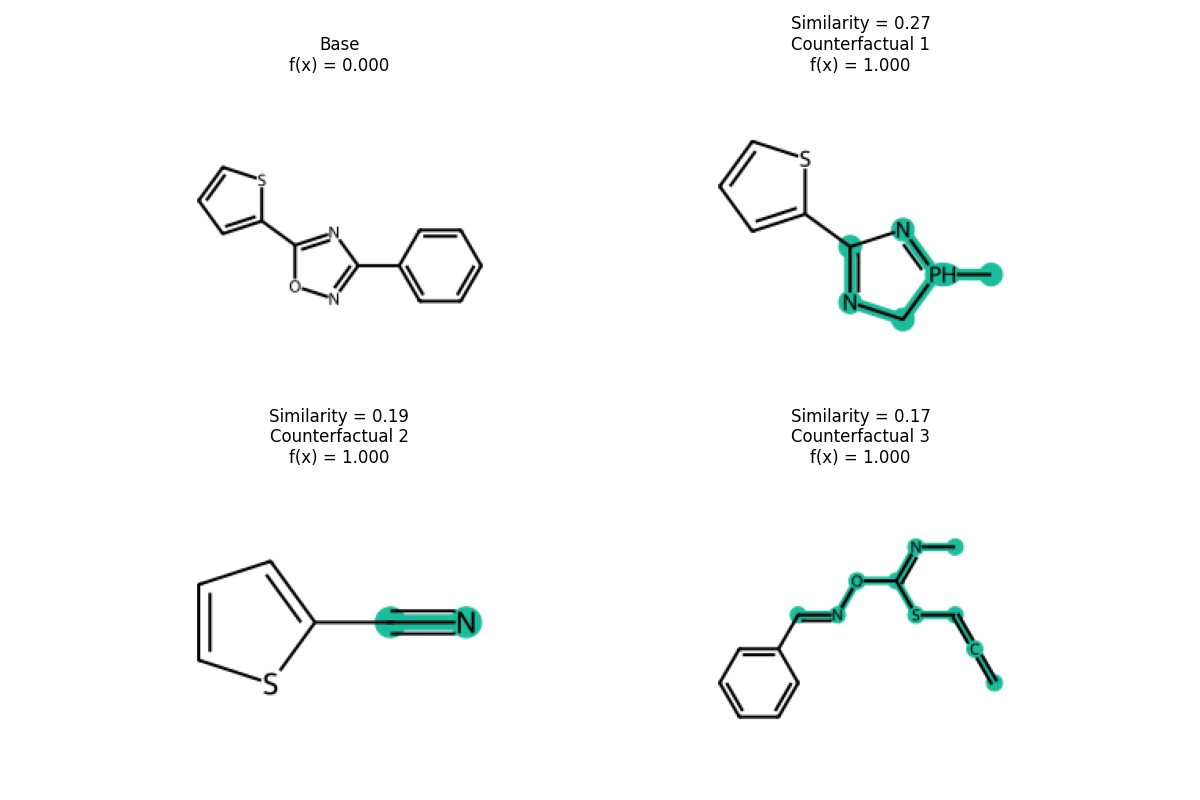 Base
f(x) = 0.000
S
N
O
N
Similarity = 0.27
Counterfactual 1
f(x) = 1.000
S
N
PH
N
Similarity = 0.19
Counterfactual 2
f(x) = 1.000
N
S
Similarity = 0.17
Counterfactual 3
f(x) = 1.000
N
O
N
S
C